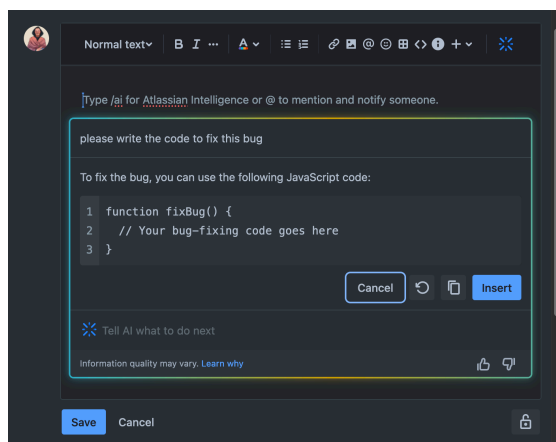 Normal text
B I ... A
Type /ai for Atlassian Intelligence or @ to mention and notify someone.
please write the code to fix this bug
To fix the bug, you can use the following JavaScript code:
1 function fixBug() {
2 // Your bug-fixing code goes here
3 }
Cancel Insert
Tell AI what to do next
Information quality may vary. Learn why
Save Cancel